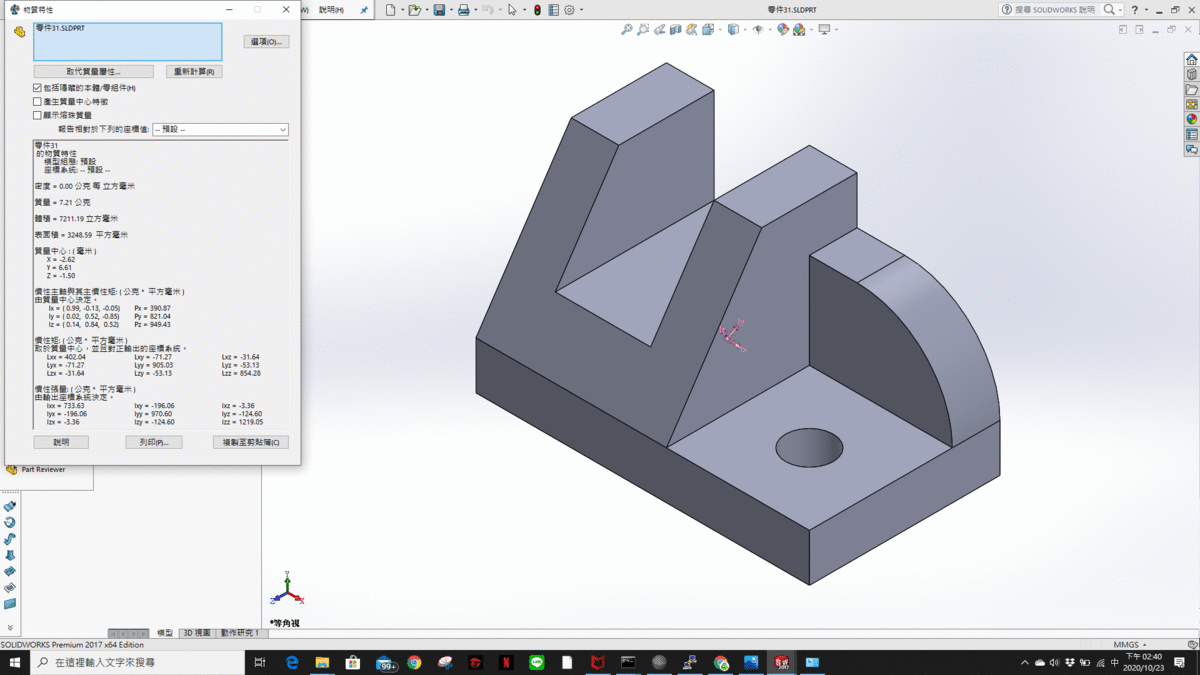 物質特性
說明(H)
零件31.SLDPRT
搜尋 SOLIDWORKS 說明
零件31.SLDPRT
選項(O)...
取代質量屬性...
重新計算(R)
包括隱藏的本體/零組件(H)
產生質量中心特徵
顯示熔珠質量
報告相對於下列的座標值:
-- 預設 --
零件31
的物質特性
模型組態: 預設
座標系統: -- 預設 --
密度 = 0.00 公克 每 立方毫米
質量 = 7.21 公克
體積 = 7211.19 立方毫米
表面積 = 3248.59 平方毫米
質量中心 : ( 毫米 )
X = -2.62
Y = 6.61
Z = -1.50
慣性主軸與其主慣性矩: ( 公克 * 平方毫米 )
由質量中心決定。
Ix = ( 0.99, -0.13, -0.05) Px = 390.87
Iy = ( 0.02, 0.52, -0.85) Py = 821.04
Iz = ( 0.14, 0.84, 0.52) Pz = 949.43
慣性矩: ( 公克 * 平方毫米 )
取於質量中心，並且對正輸出的座標系統。
Lxx = 402.04 Lxy = -71.27 Lxz = -31.64
Lyx = -71.27 Lyy = 905.03 Lyz = -53.13
Lzx = -31.64 Lzy = -53.13 Lzz = 854.28
慣性張量: ( 公克 * 平方毫米 )
由輸出座標系統決定。
Ixx = 733.63 Ixy = -196.06 Ixz = -3.36
Iyx = -196.06 Iyy = 970.60 Iyz = -124.60
Izx = -3.36 Izy = -124.60 Izz = 1219.05
說明
列印(P)...
複製至剪貼簿(C)
Part Reviewer
Y
Z
X
*等角視
模型
3D 視圖
動作研究 1
SOLIDWORKS Premium 2017 x64 Edition
MMGS
在這裡輸入文字來搜尋
99+
中
下午 02:40
2020/10/23